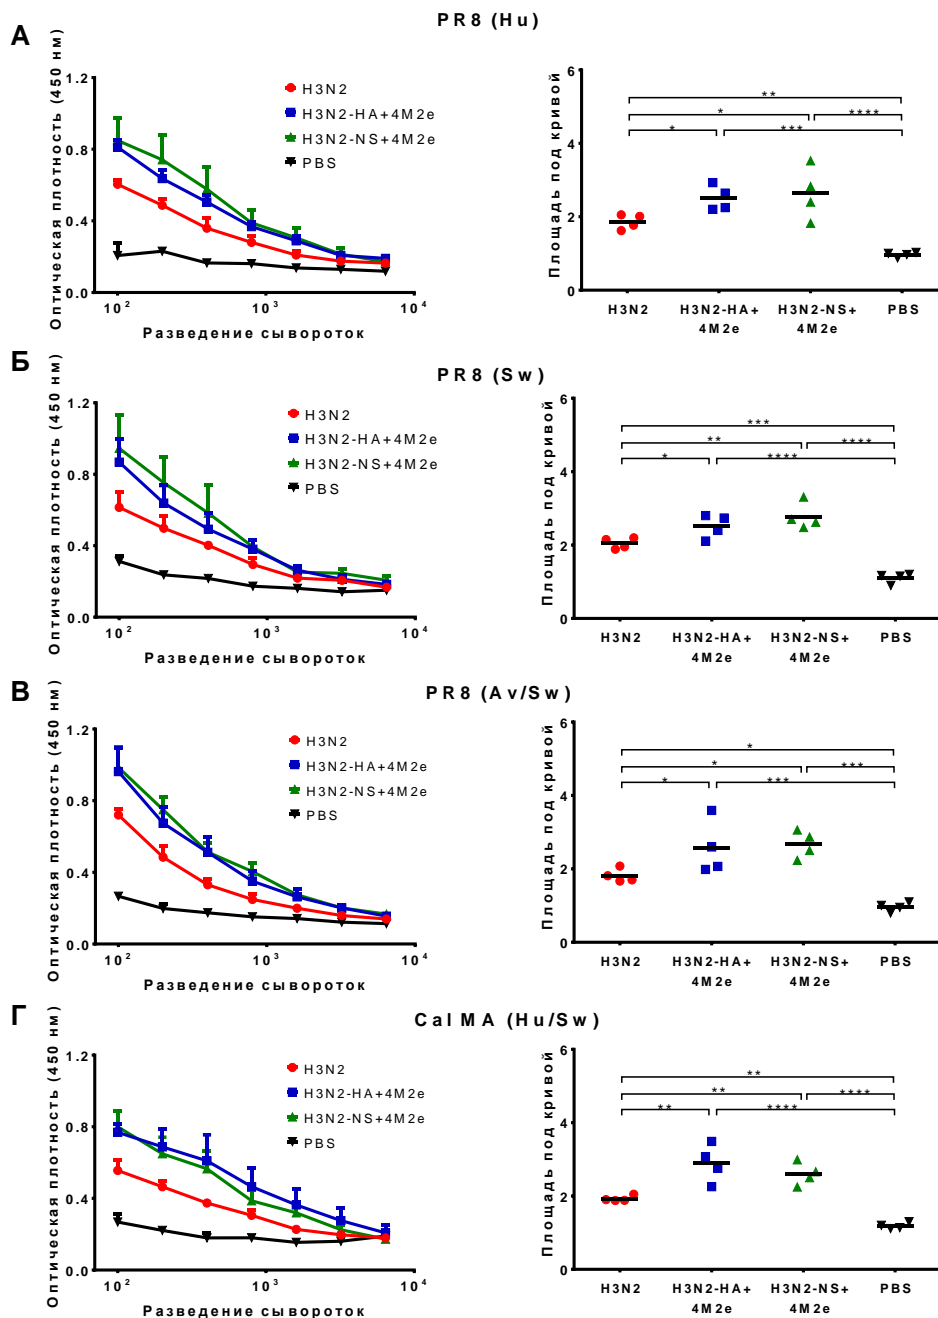 А
PR8 (Hu)
Оптическая плотность (450 нм)
1.2
0.8
0.4
0.0
10²
10³
10⁴
Разведение сывороток
H3N2
H3N2-HA+4M2e
H3N2-NS+4M2e
PBS
Площадь под кривой
6
4
2
0
**
*
****
*
***
H3N2
H3N2-HA+
4M2e
H3N2-NS+
4M2e
PBS
Б
PR8 (Sw)
Оптическая плотность (450 нм)
1.2
0.8
0.4
0.0
10²
10³
10⁴
Разведение сывороток
H3N2
H3N2-HA+4M2e
H3N2-NS+4M2e
PBS
Площадь под кривой
6
4
2
0
***
**
****
*
****
H3N2
H3N2-HA+
4M2e
H3N2-NS+
4M2e
PBS
В
PR8 (Av/Sw)
Оптическая плотность (450 нм)
1.2
0.8
0.4
0.0
10²
10³
10⁴
Разведение сывороток
H3N2
H3N2-HA+4M2e
H3N2-NS+4M2e
PBS
Площадь под кривой
6
4
2
0
*
*
***
*
***
H3N2
H3N2-HA+
4M2e
H3N2-NS+
4M2e
PBS
Г
Cal MA (Hu/Sw)
Оптическая плотность (450 нм)
1.2
0.8
0.4
0.0
10²
10³
10⁴
Разведение сывороток
H3N2
H3N2-HA+4M2e
H3N2-NS+4M2e
PBS
Площадь под кривой
6
4
2
0
**
**
****
**
****
H3N2
H3N2-HA+
4M2e
H3N2-NS+
4M2e
PBS